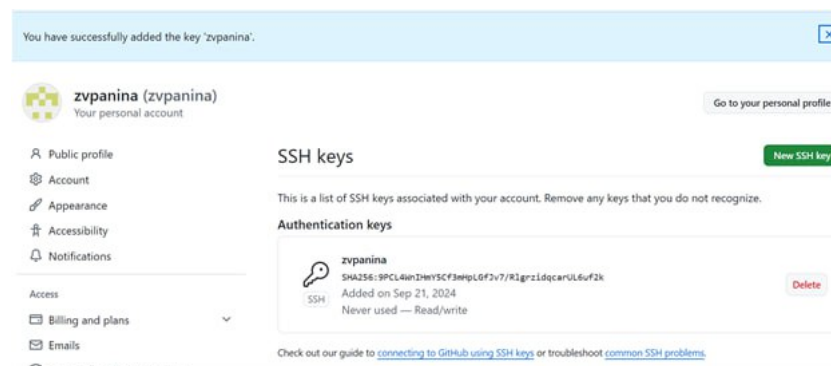 You have successfully added the key 'zvpanina'.
zvpanina (zvpanina)
Your personal account
Go to your personal profile
Public profile
Account
Appearance
Accessibility
Notifications
Access
Billing and plans
Emails
SSH keys
New SSH key
This is a list of SSH keys associated with your account. Remove any keys that you do not recognize.
Authentication keys
zvpanina
SSH
Added on Sep 21, 2024
Never used — Read/write
Delete
Check out our guide to connecting to GitHub using SSH keys or troubleshoot common SSH problems.